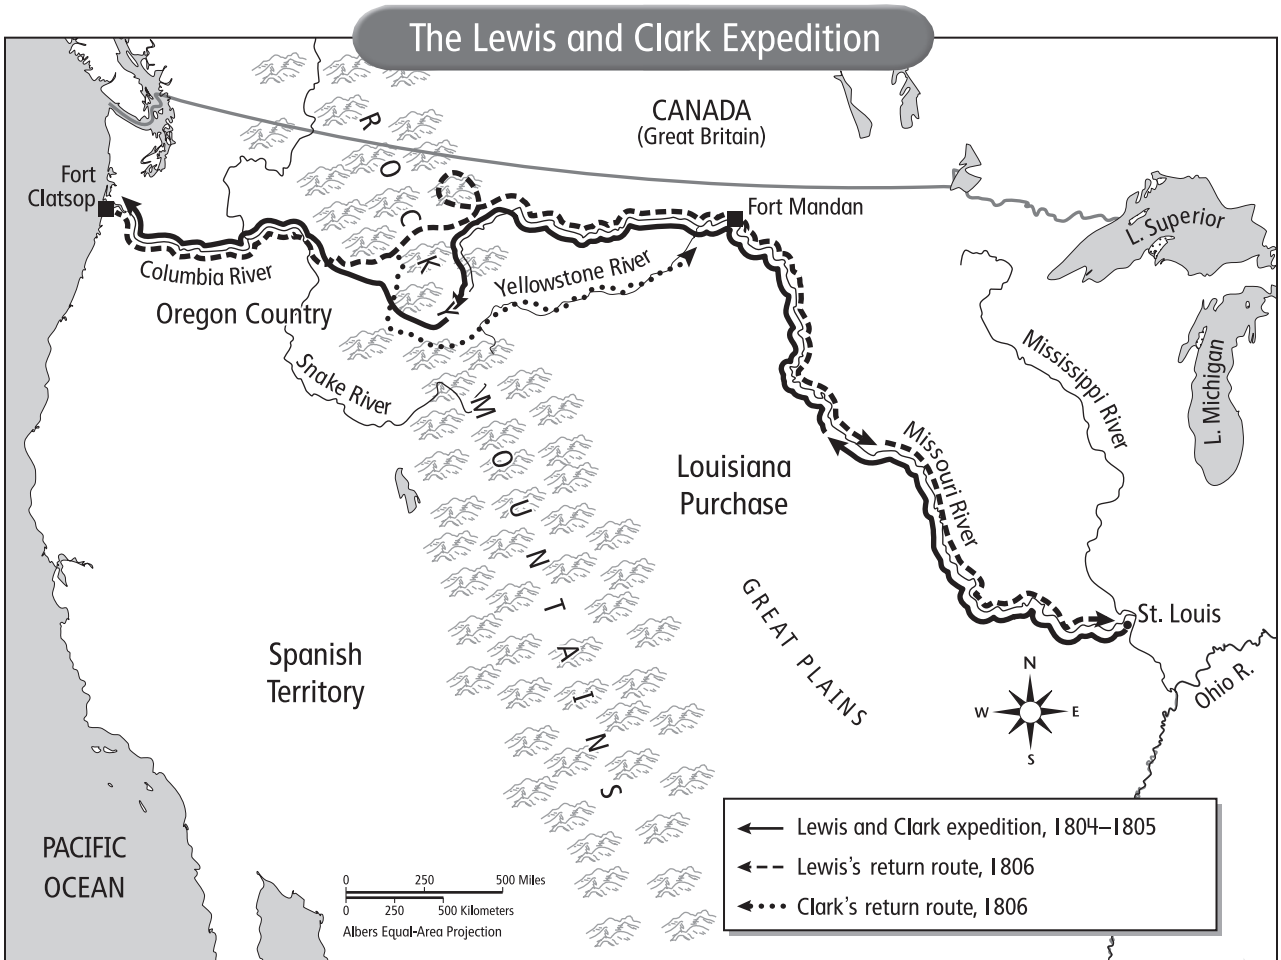 The Lewis and Clark Expedition
CANADA
(Great Britain)
ROCKY MOUNTAINS
Fort
Clatsop
Fort Mandan
L. Superior
Columbia River
Yellowstone River
Oregon Country
Snake River
Mississippi River
L. Michigan
Missouri River
Louisiana
Purchase
GREAT PLAINS
St. Louis
Spanish
Territory
Ohio R.
N
W E
S
PACIFIC
OCEAN
0 250 500 Miles
0 250 500 Kilometers
Albers Equal-Area Projection
Lewis and Clark expedition, 1804–1805
Lewis's return route, 1806
Clark's return route, 1806